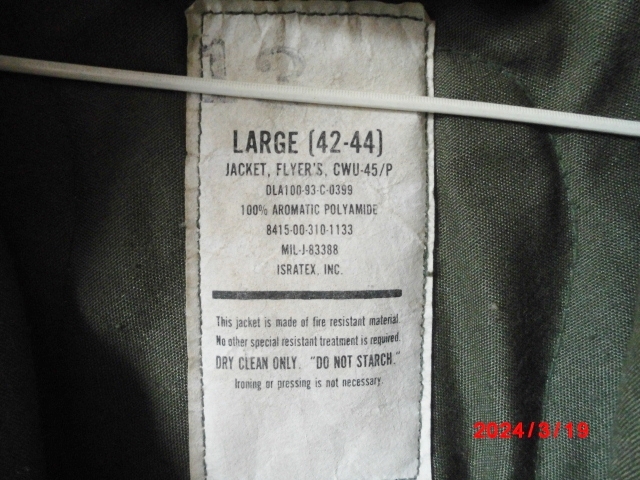 LARGE (42-44)
JACKET, FLYER'S, CWU-45/P
DLA100-93-C-0399
100% AROMATIC POLYAMIDE
8415-00-310-1133
MIL-J-83388
ISRATEX, INC.
This jacket is made of fire resistant material.
No other special resistant treatment is required.
DRY CLEAN ONLY. "DO NOT STARCH."
Ironing or pressing is not necessary.
2024/3/19